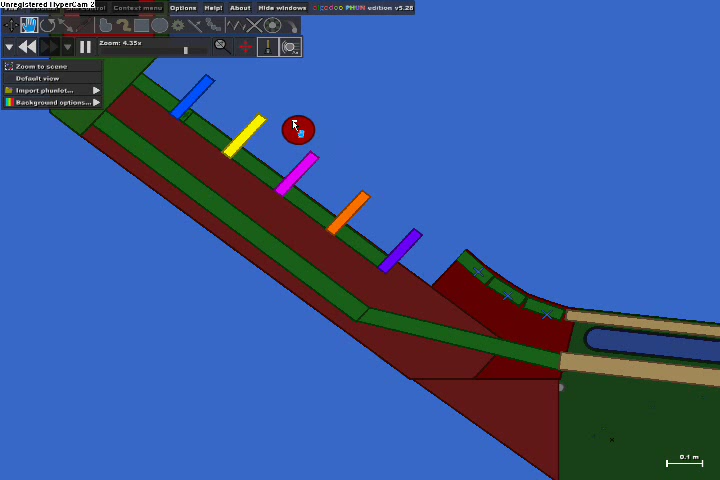 Unregistered HyperCam 2
Context menu Options Help! About Hide windows PHUN edition v5.28
Zoom: 4.35x
Zoom to scene
Default view
Import phunlet...
Background options...
0.1 m